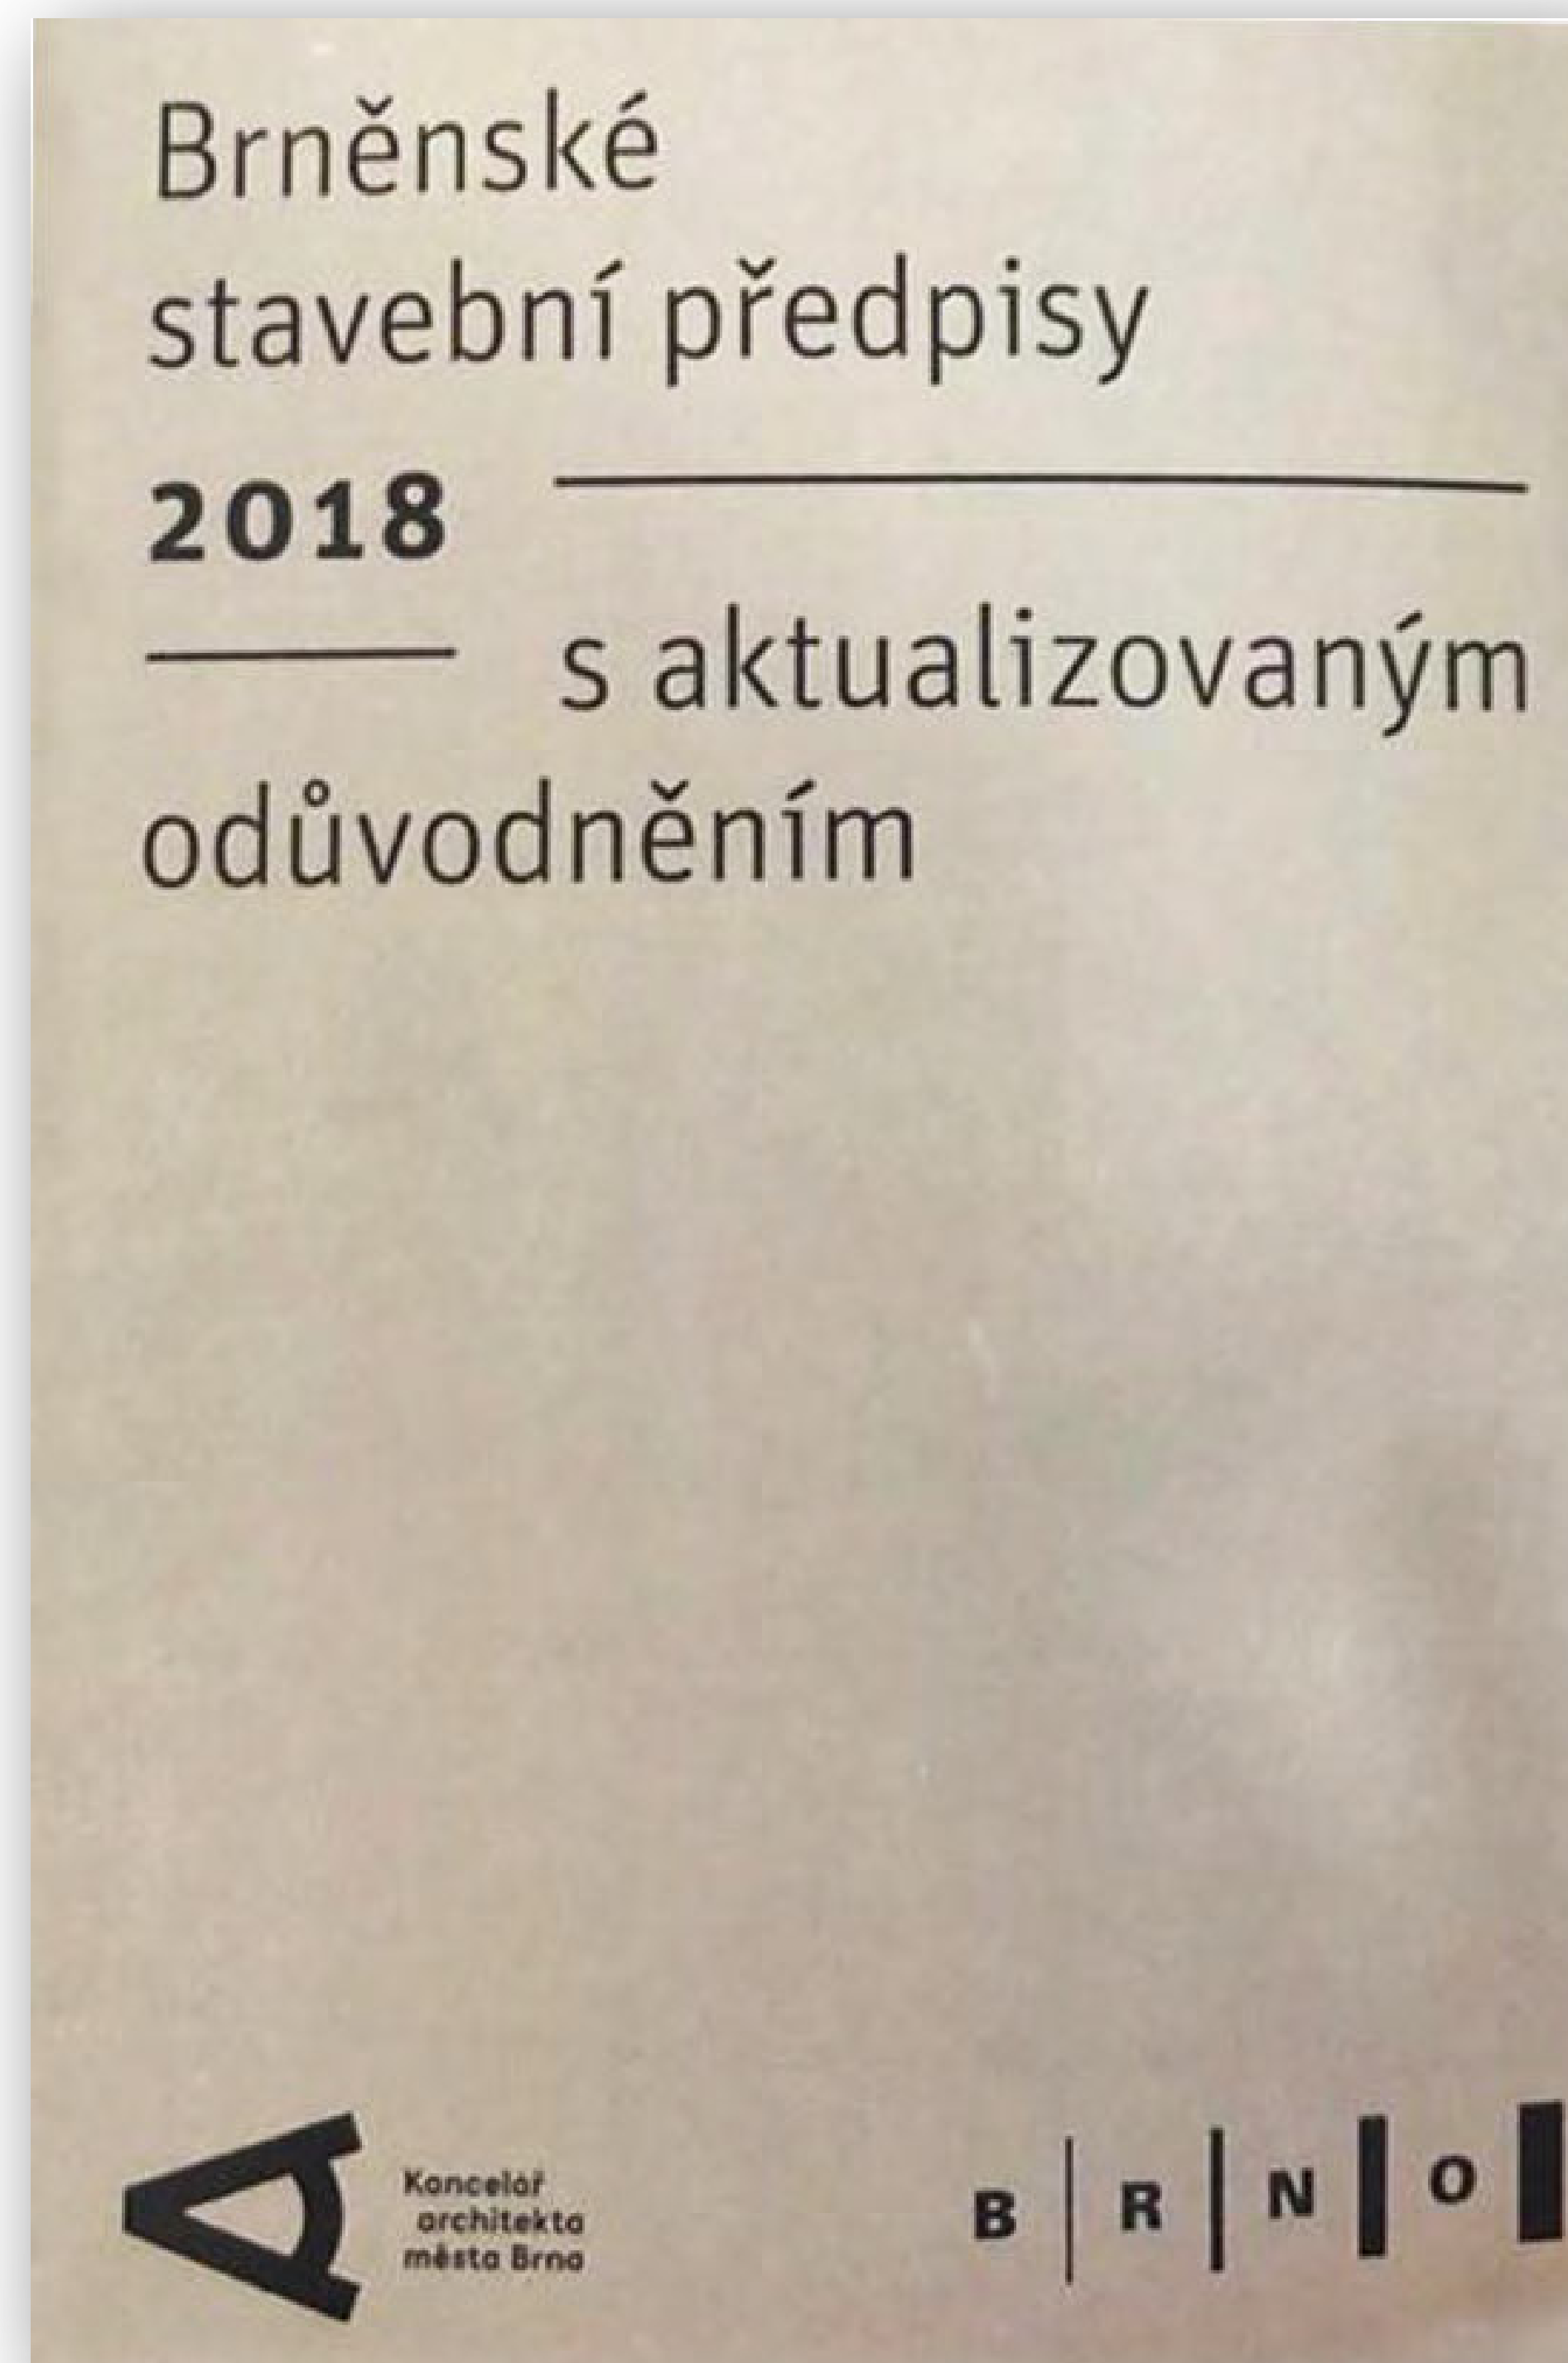 Brněnské
stavební předpisy
2018
s aktualizovaným
odůvodněním
Kancelář
architekta
města Brna
B R N O